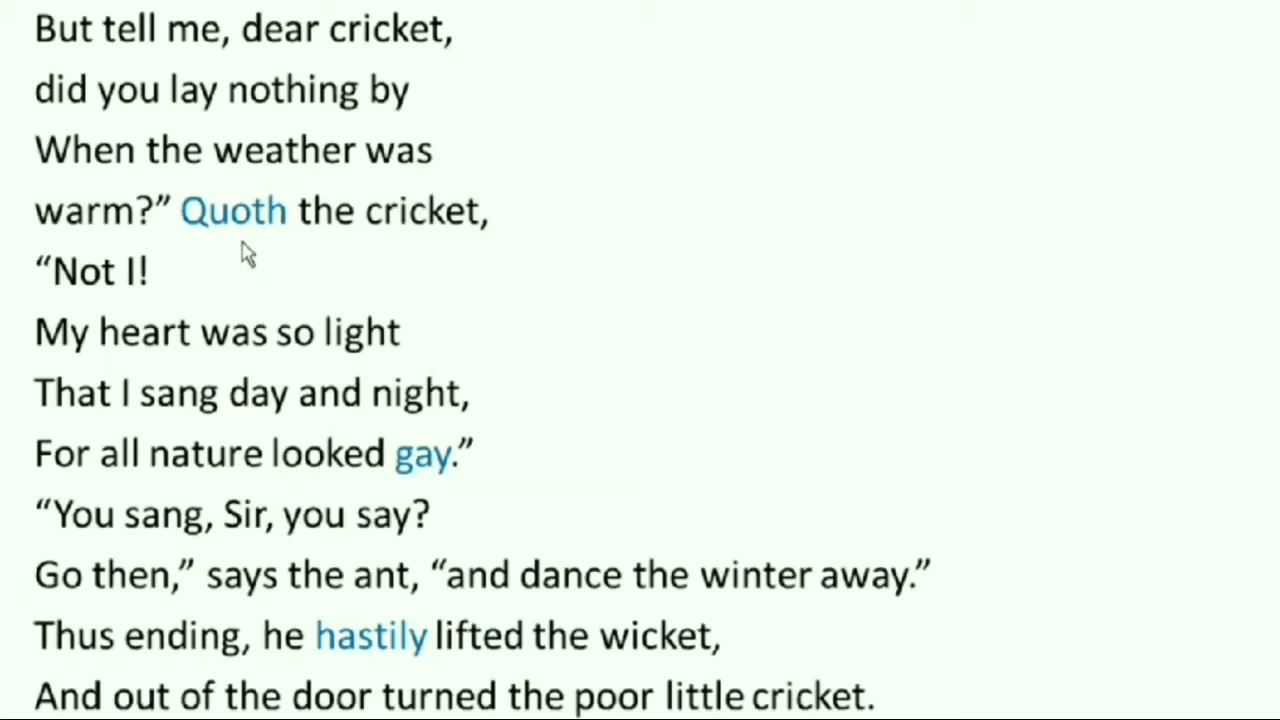 But tell me, dear cricket,
did you lay nothing by
When the weather was
warm?” Quoth the cricket,
“Not I!
My heart was so light
That I sang day and night,
For all nature looked gay.”
“You sang, Sir, you say?
Go then,” says the ant, “and dance the winter away.”
Thus ending, he hastily lifted the wicket,
And out of the door turned the poor little cricket.